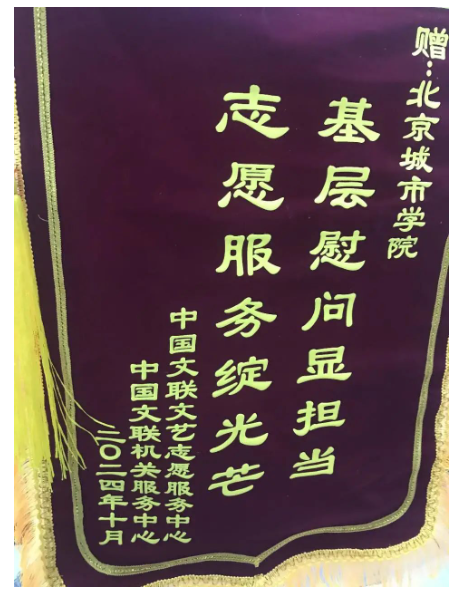 赠:北京城市学院
基层慰问显担当
志愿服务绽光芒
中国文联文艺志愿服务中心
中国文联机关服务中心
二〇二四年十月